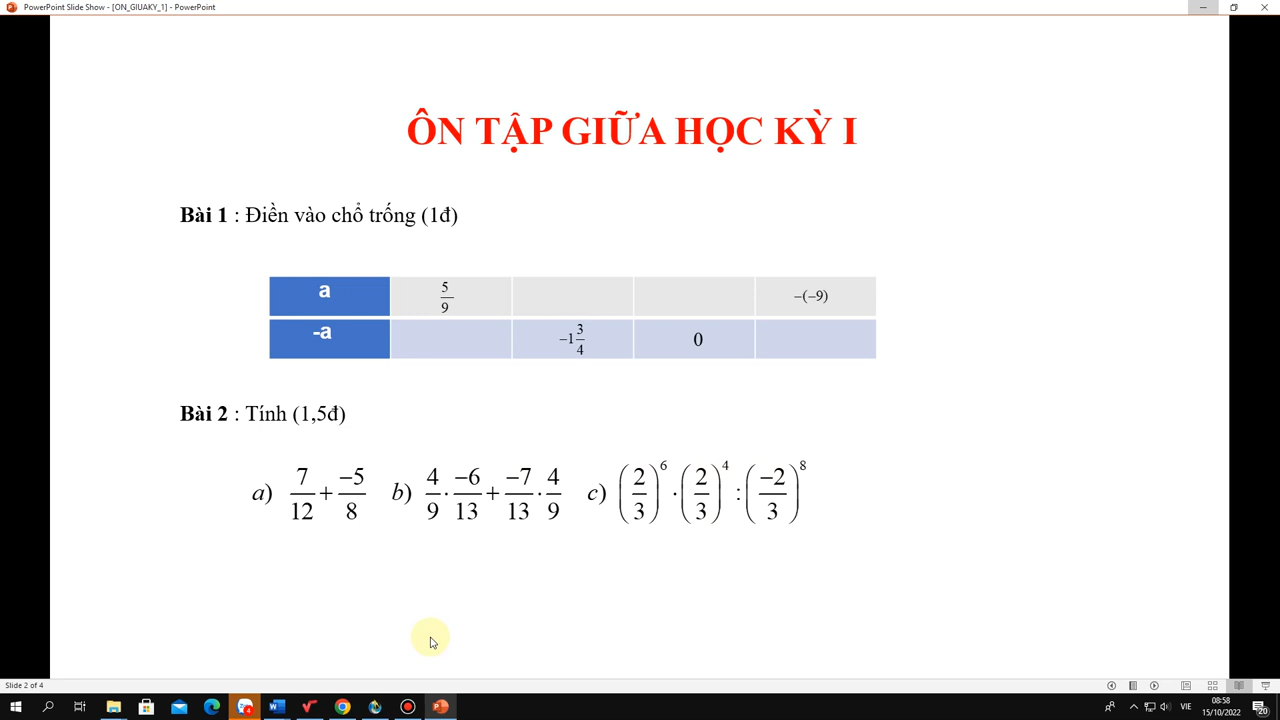 PowerPoint Slide Show - [ON_GIUAKY_1] - PowerPoint
ÔN TẬP GIỮA HỌC KỲ I
Bài 1 : Điền vào chổ trống (1đ)
a 5/9 −(−9)
-a −1 3/4 0
Bài 2 : Tính (1,5đ)
a) 7/12 + −5/8 b) 4/9 · −6/13 + −7/13 · 4/9 c) (2/3)^6 · (2/3)^4 : (−2/3)^8
Slide 2 of 4
08:58
VIE
15/10/2022
20